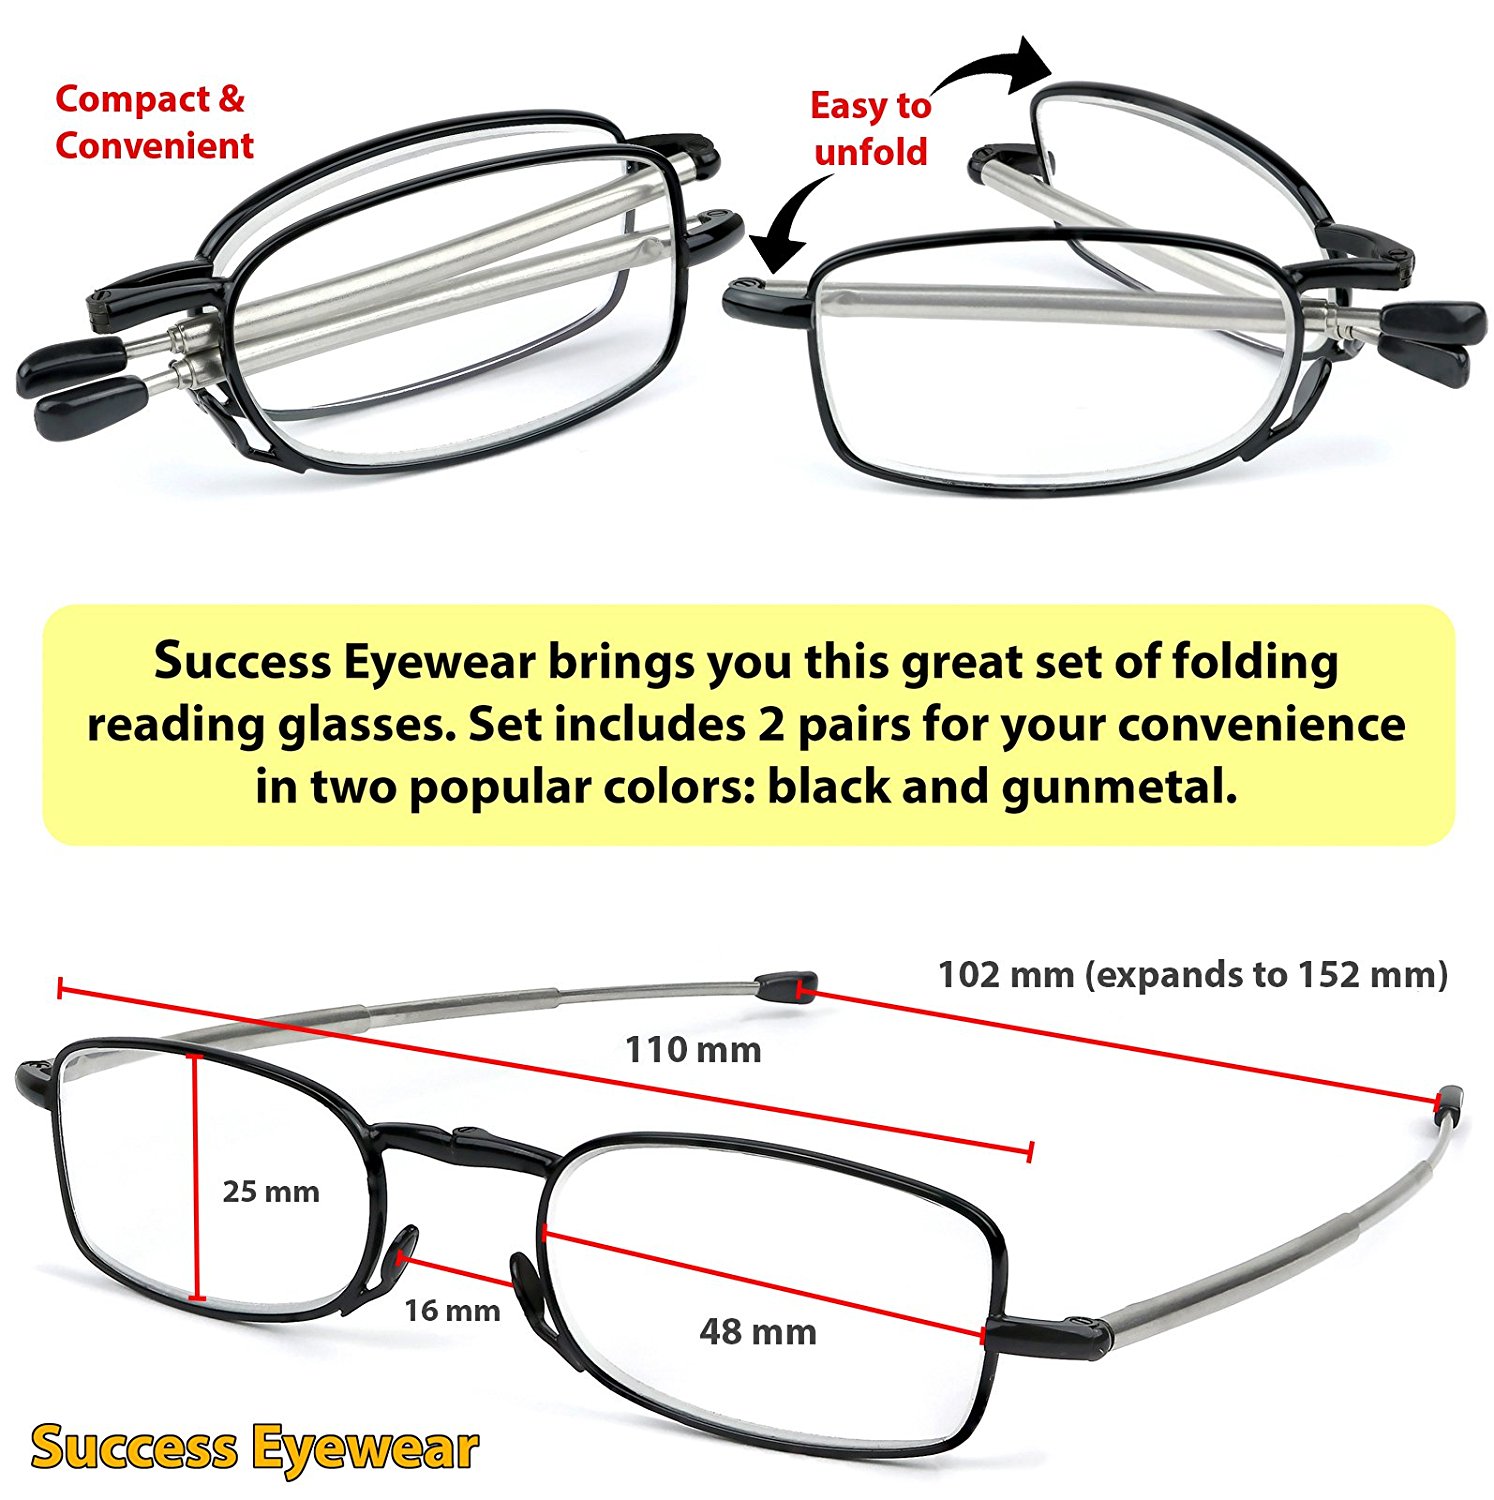 Compact &
Convenient
Easy to
unfold
Success Eyewear brings you this great set of folding
reading glasses. Set includes 2 pairs for your convenience
in two popular colors: black and gunmetal.
102 mm (expands to 152 mm)
110 mm
25 mm
16 mm
48 mm
Success Eyewear